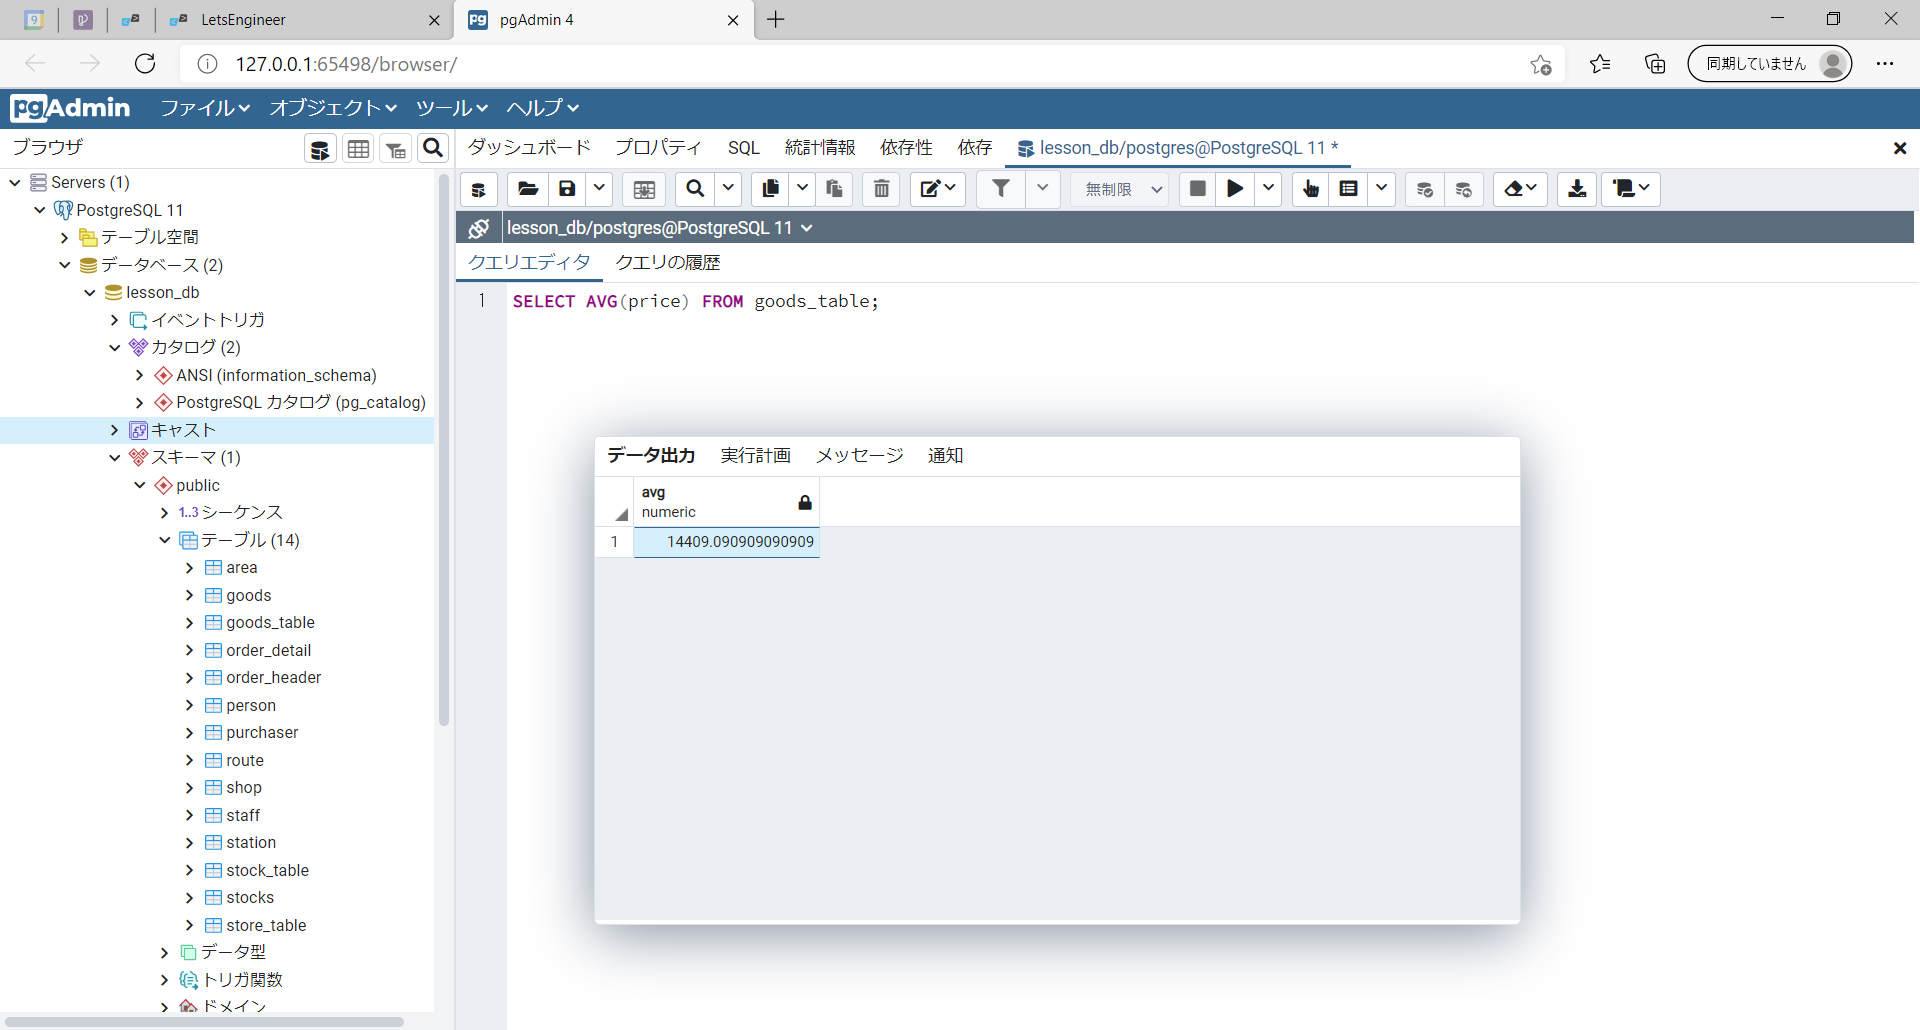 9
LetsEngineer
pgAdmin 4
127.0.0.1:65498/browser/
同期していません
pgAdmin
ファイル
オブジェクト
ツール
ヘルプ
ブラウザ
Servers (1)
PostgreSQL 11
テーブル空間
データベース (2)
lesson_db
イベントトリガ
カタログ (2)
ANSI (information_schema)
PostgreSQL カタログ (pg_catalog)
キャスト
スキーマ (1)
public
1..3 シーケンス
テーブル (14)
area
goods
goods_table
order_detail
order_header
person
purchaser
route
shop
staff
station
stock_table
stocks
store_table
データ型
トリガ関数
ドメイン
ダッシュボード
プロパティ
SQL
統計情報
依存性
依存
lesson_db/postgres@PostgreSQL 11 *
無制限
lesson_db/postgres@PostgreSQL 11
クエリエディタ
クエリの履歴
1 SELECT AVG(price) FROM goods_table;
データ出力
実行計画
メッセージ
通知
avg
numeric
1 14409.090909090909